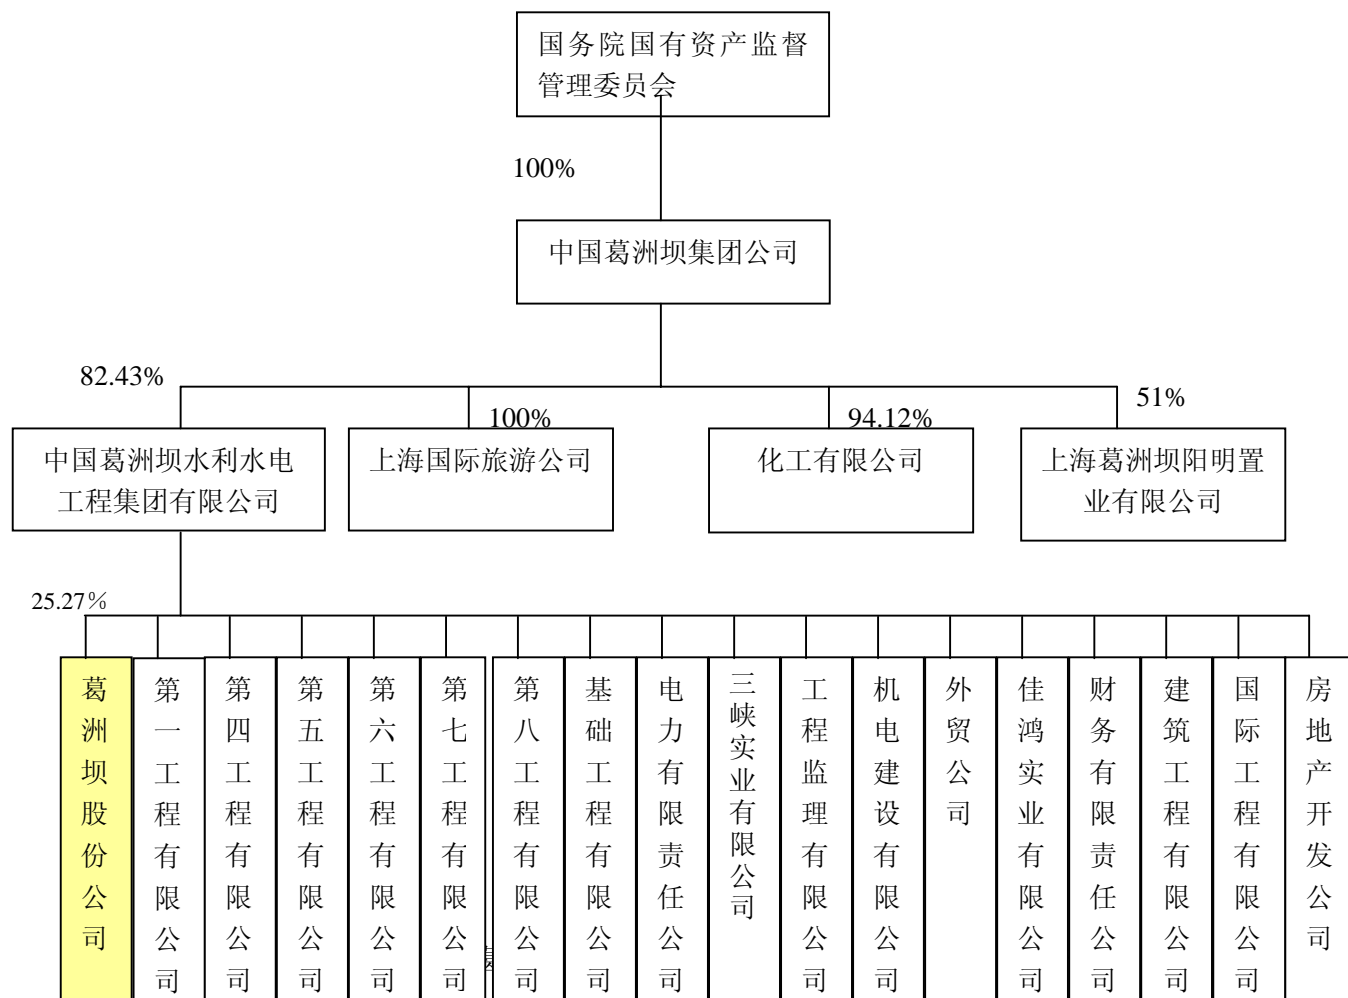 国务院国有资产监督
管理委员会
100%
中国葛洲坝集团公司
82.43%
100%
94.12%
51%
中国葛洲坝水利水电
工程集团有限公司
上海国际旅游公司
化工有限公司
上海葛洲坝阳明置
业有限公司
25.27％
葛洲坝股份公司
第一工程有限公司
第四工程有限公司
第五工程有限公司
第六工程有限公司
第七工程有限公司
第八工程有限公司
基础工程有限公司
电力有限责任公司
三峡实业有限公司
工程监理有限公司
机电建设有限公司
外贸公司
佳鸿实业有限公司
财务有限责任公司
建筑工程有限公司
国际工程有限公司
房地产开发公司